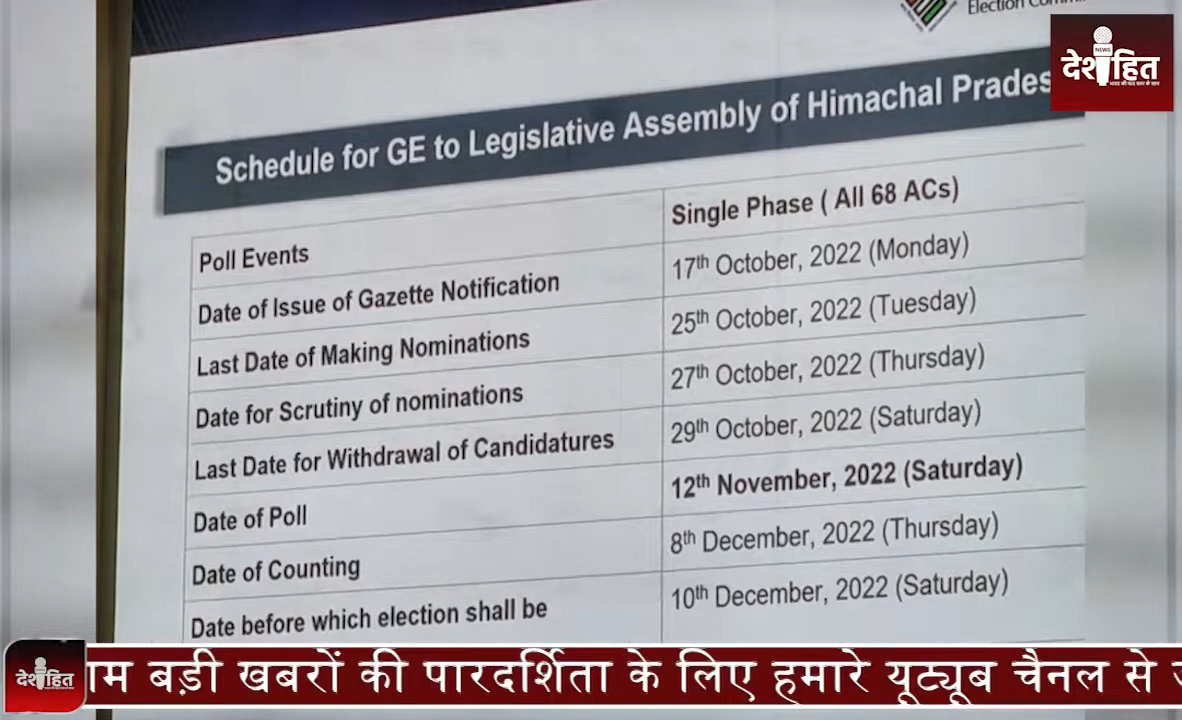 Election
देशहित
NEWS
Schedule for GE to Legislative Assembly of Himachal Prades
Poll Events
Single Phase ( All 68 ACs)
Date of Issue of Gazette Notification
17th October, 2022 (Monday)
Last Date of Making Nominations
25th October, 2022 (Tuesday)
Date for Scrutiny of nominations
27th October, 2022 (Thursday)
Last Date for Withdrawal of Candidatures
29th October, 2022 (Saturday)
Date of Poll
12th November, 2022 (Saturday)
Date of Counting
8th December, 2022 (Thursday)
Date before which election shall be
10th December, 2022 (Saturday)
देशहित
बड़ी खबरों की पारदर्शिता के लिए हमारे यूट्यूब चैनल से